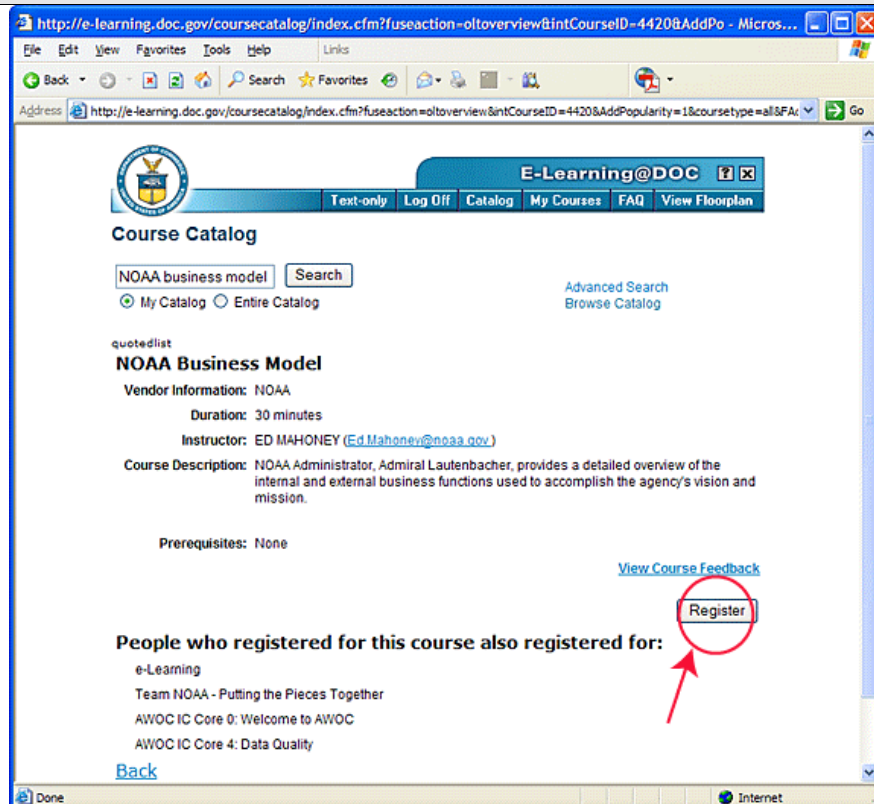 http://e-learning.doc.gov/coursecatalog/index.cfm?fuseaction=oltoverview&intCourseID=4420&AddPo - Micros...
File Edit View Favorites Tools Help Links
Back Search Favorites
Address http://e-learning.doc.gov/coursecatalog/index.cfm?fuseaction=oltoverview&intCourseID=4420&AddPopularity=1&coursetype=all&FAc Go
E-Learning@DOC ? X
Text-only Log Off Catalog My Courses FAQ View Floorplan
Course Catalog
NOAA business model Search
My Catalog Entire Catalog
Advanced Search
Browse Catalog
quotedlist
NOAA Business Model
Vendor Information: NOAA
Duration: 30 minutes
Instructor: ED MAHONEY (Ed.Mahoney@noaa.gov )
Course Description: NOAA Administrator, Admiral Lautenbacher, provides a detailed overview of the
internal and external business functions used to accomplish the agency's vision and
mission.
Prerequisites: None
View Course Feedback
Register
People who registered for this course also registered for:
e-Learning
Team NOAA - Putting the Pieces Together
AWOC IC Core 0: Welcome to AWOC
AWOC IC Core 4: Data Quality
Back
Done Internet